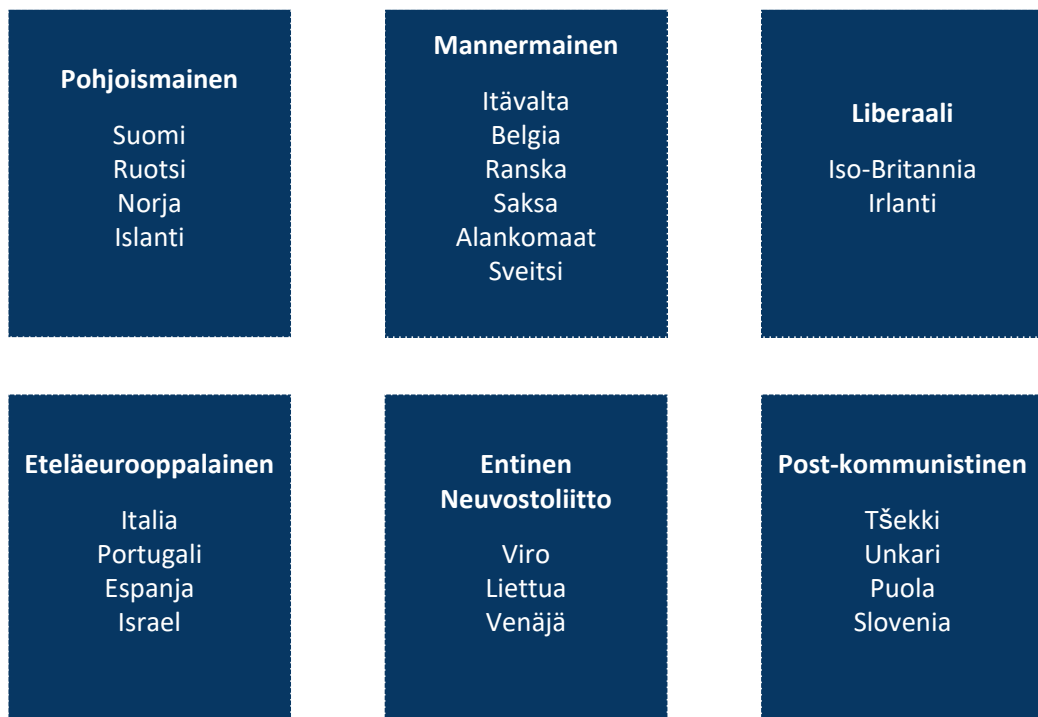 Pohjoismainen
Suomi
Ruotsi
Norja
Islanti
Mannermainen
Itävalta
Belgia
Ranska
Saksa
Alankomaat
Sveitsi
Liberaali
Iso-Britannia
Irlanti
Eteläeurooppalainen
Italia
Portugali
Espanja
Israel
Entinen
Neuvostoliitto
Viro
Liettua
Venäjä
Post-kommunistinen
Tšekki
Unkari
Puola
Slovenia